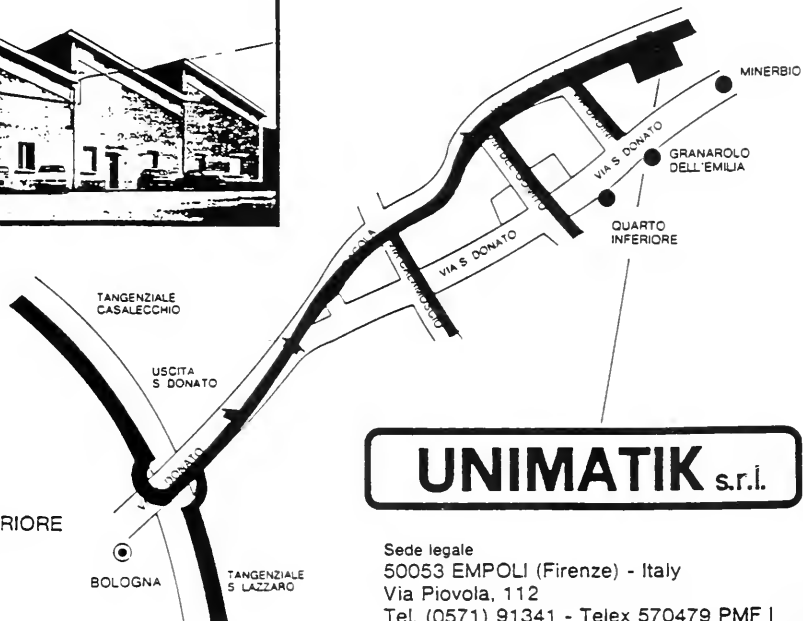 MINERBIO
GRANAROLO
DELL'EMILIA
VIA S. DONATO
QUARTO
INFERIORE
VIA S. DONATO
TANGENZIALE
CASALECCHIO
USCITA
S. DONATO
DONATO
BOLOGNA
TANGENZIALE
S. LAZZARO
RIORE
UNIMATIK s.r.l.
Sede legale
50053 EMPOLI (Firenze) - Italy
Via Piovola, 112
Tel. (0571) 91341 - Telex 570479 PMF I